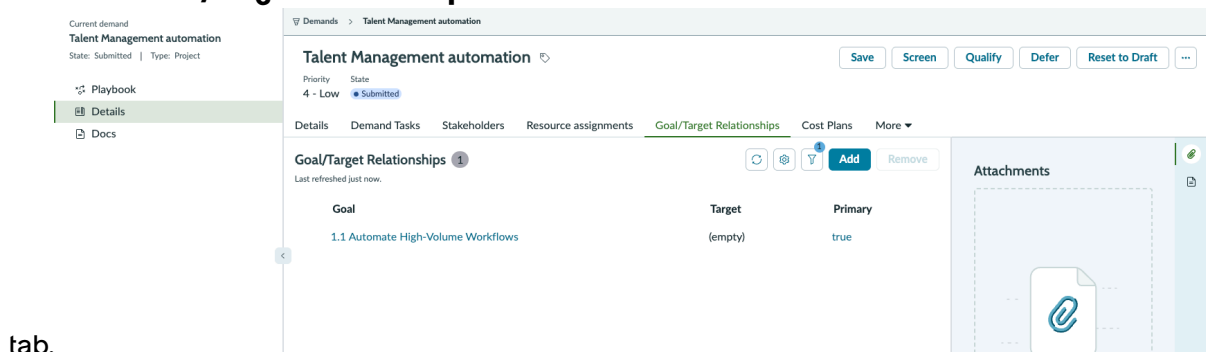 Current demand
Talent Management automation
State: Submitted | Type: Project
Playbook
Details
Docs
Demands > Talent Management automation
Talent Management automation
Save Screen Qualify Defer Reset to Draft ...
Priority State
4 - Low Submitted
Details Demand Tasks Stakeholders Resource assignments Goal/Target Relationships Cost Plans More
Goal/Target Relationships 1
1 Add Remove
Last refreshed just now.
Attachments
Goal Target Primary
1.1 Automate High-Volume Workflows (empty) true
tab.